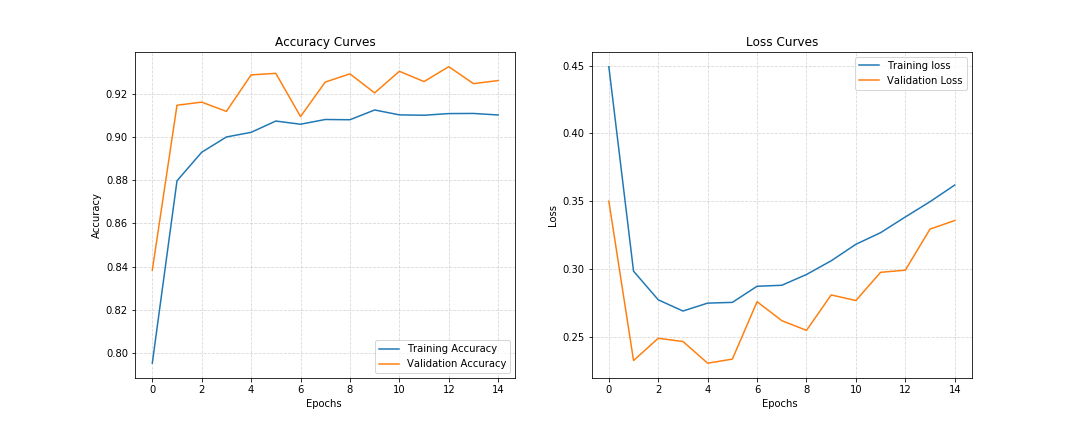 Accuracy Curves
Accuracy
0.92
0.90
0.88
0.86
0.84
0.82
0.80
Training Accuracy
Validation Accuracy
0 2 4 6 8 10 12 14
Epochs
Loss Curves
Loss
0.45
0.40
0.35
0.30
0.25
Training loss
Validation Loss
0 2 4 6 8 10 12 14
Epochs